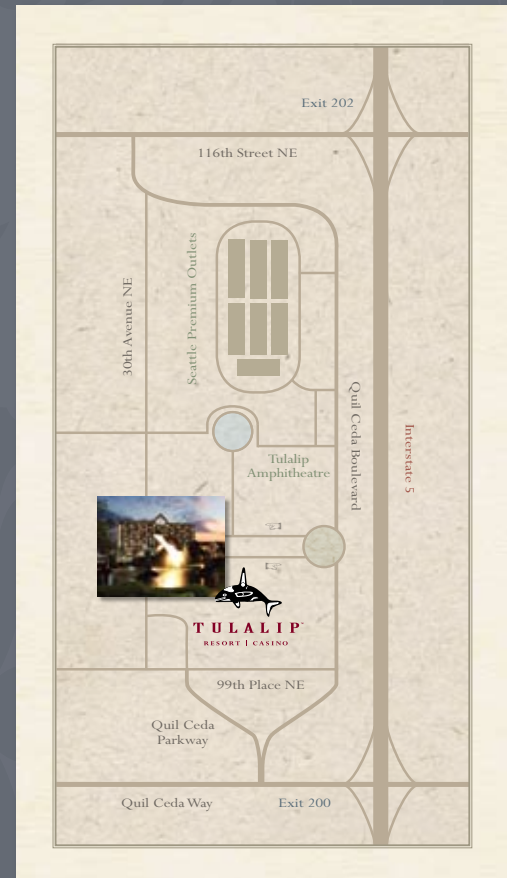 Exit 202
116th Street NE
Seattle Premium Outlets
30th Avenue NE
Quil Ceda Boulevard
Interstate 5
Tulalip
Amphitheatre
TULALIP™
RESORT | CASINO
99th Place NE
Quil Ceda
Parkway
Quil Ceda Way
Exit 200